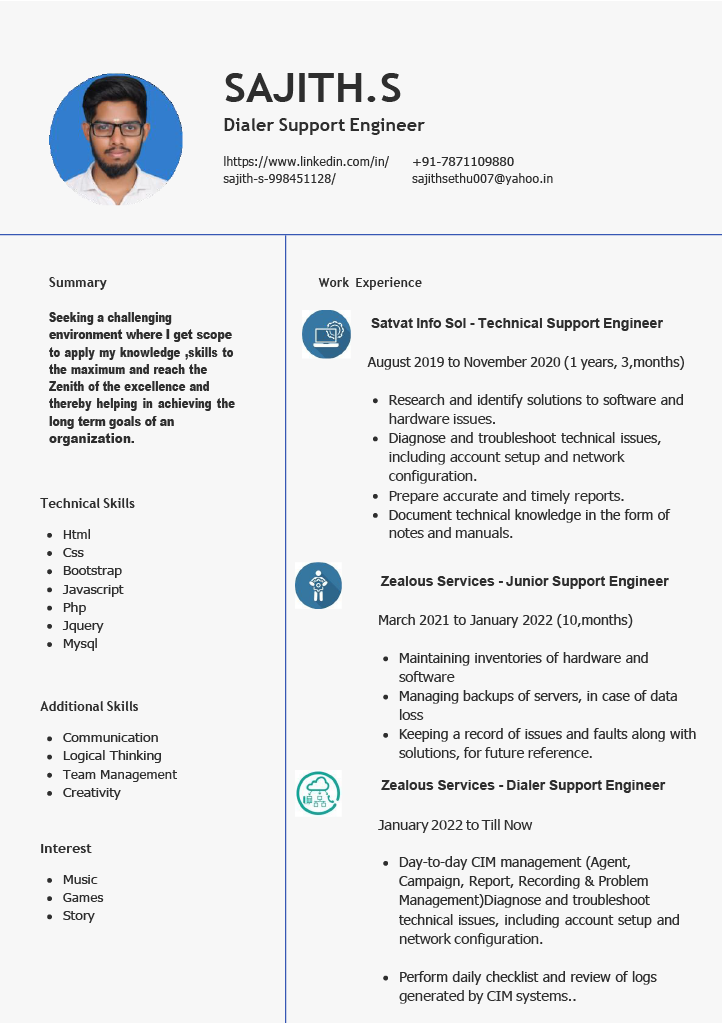 SAJITH.S
Dialer Support Engineer
lhttps://www.linkedin.com/in/
sajith-s-998451128/
+91-7871109880
sajithsethu007@yahoo.in
Summary
Seeking a challenging
environment where I get scope
to apply my knowledge ,skills to
the maximum and reach the
Zenith of the excellence and
thereby helping in achieving the
long term goals of an
organization.
Technical Skills
• Html
• Css
• Bootstrap
• Javascript
• Php
• Jquery
• Mysql
Additional Skills
• Communication
• Logical Thinking
• Team Management
• Creativity
Interest
• Music
• Games
• Story
Work Experience
Satvat Info Sol - Technical Support Engineer
August 2019 to November 2020 (1 years, 3,months)
• Research and identify solutions to software and
hardware issues.
• Diagnose and troubleshoot technical issues,
including account setup and network
configuration.
• Prepare accurate and timely reports.
• Document technical knowledge in the form of
notes and manuals.
Zealous Services - Junior Support Engineer
March 2021 to January 2022 (10,months)
• Maintaining inventories of hardware and
software
• Managing backups of servers, in case of data
loss
• Keeping a record of issues and faults along with
solutions, for future reference.
Zealous Services - Dialer Support Engineer
January 2022 to Till Now
• Day-to-day CIM management (Agent,
Campaign, Report, Recording & Problem
Management)Diagnose and troubleshoot
technical issues, including account setup and
network configuration.
• Perform daily checklist and review of logs
generated by CIM systems..